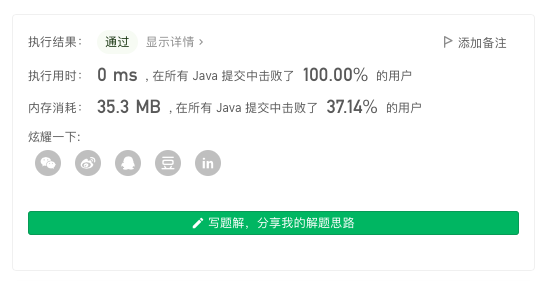 执行结果： 通过 显示详情 › 添加备注
执行用时： 0 ms ，在所有 Java 提交中击败了 100.00% 的用户
内存消耗： 35.3 MB ，在所有 Java 提交中击败了 37.14% 的用户
炫耀一下:
豆 in
写题解，分享我的解题思路